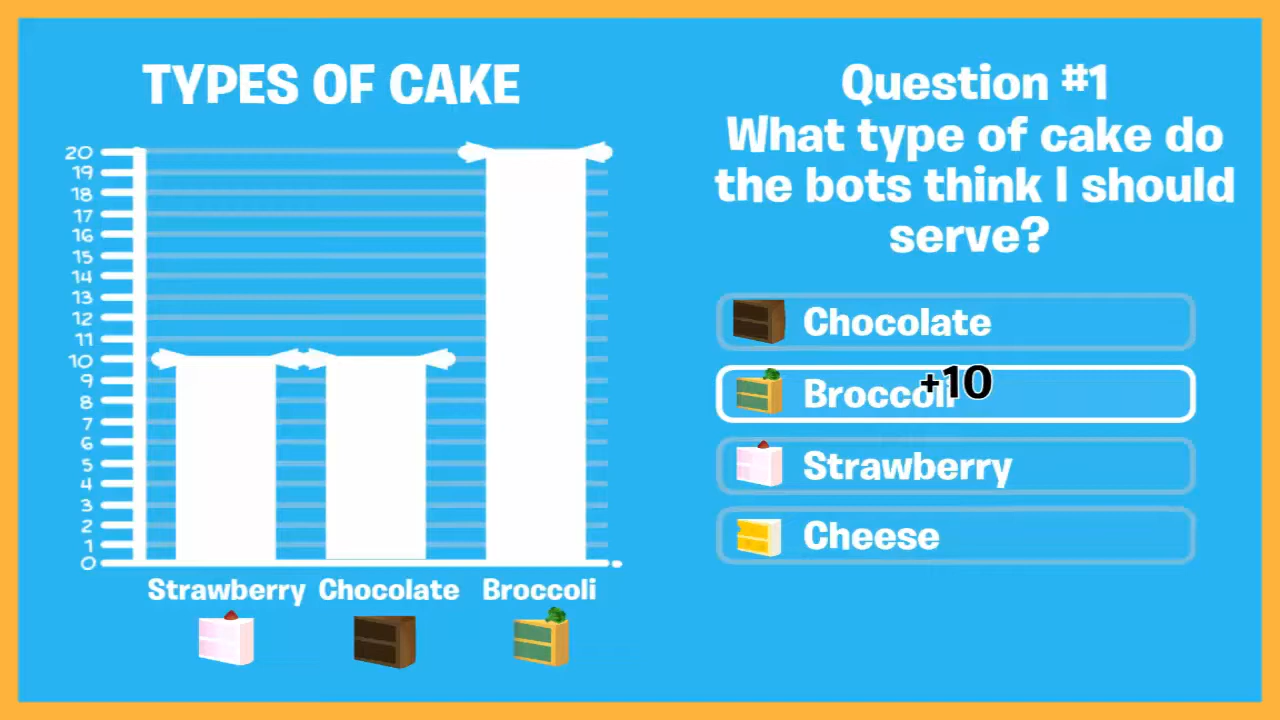 TYPES OF CAKE
20
19
18
17
16
15
14
13
12
11
10
9
8
7
6
5
4
3
2
1
0
Strawberry Chocolate Broccoli
Question #1
What type of cake do
the bots think I should
serve?
Chocolate
+10
Broccoli
Strawberry
Cheese